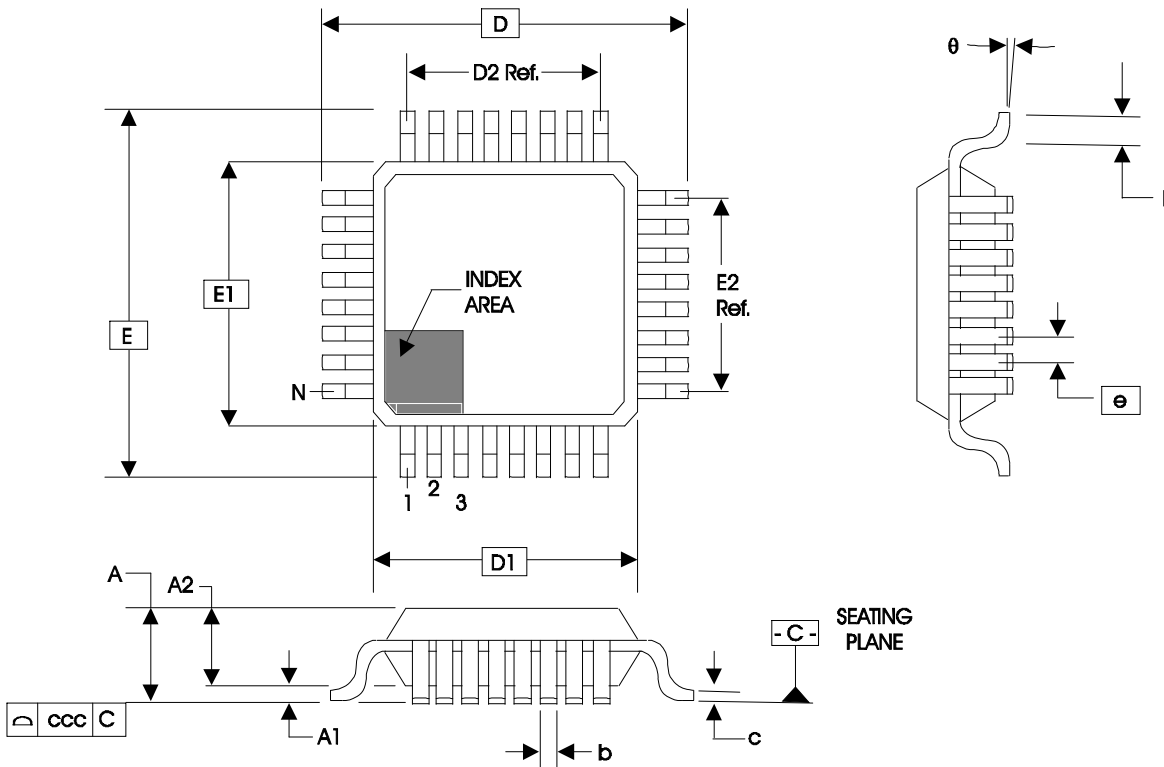 D
D2 Ref.
θ
E1
E
INDEX
AREA
E2
Ref.
N
e
1
2
3
D1
A
A2
- C -
SEATING
PLANE
ccc C
A1
b
c